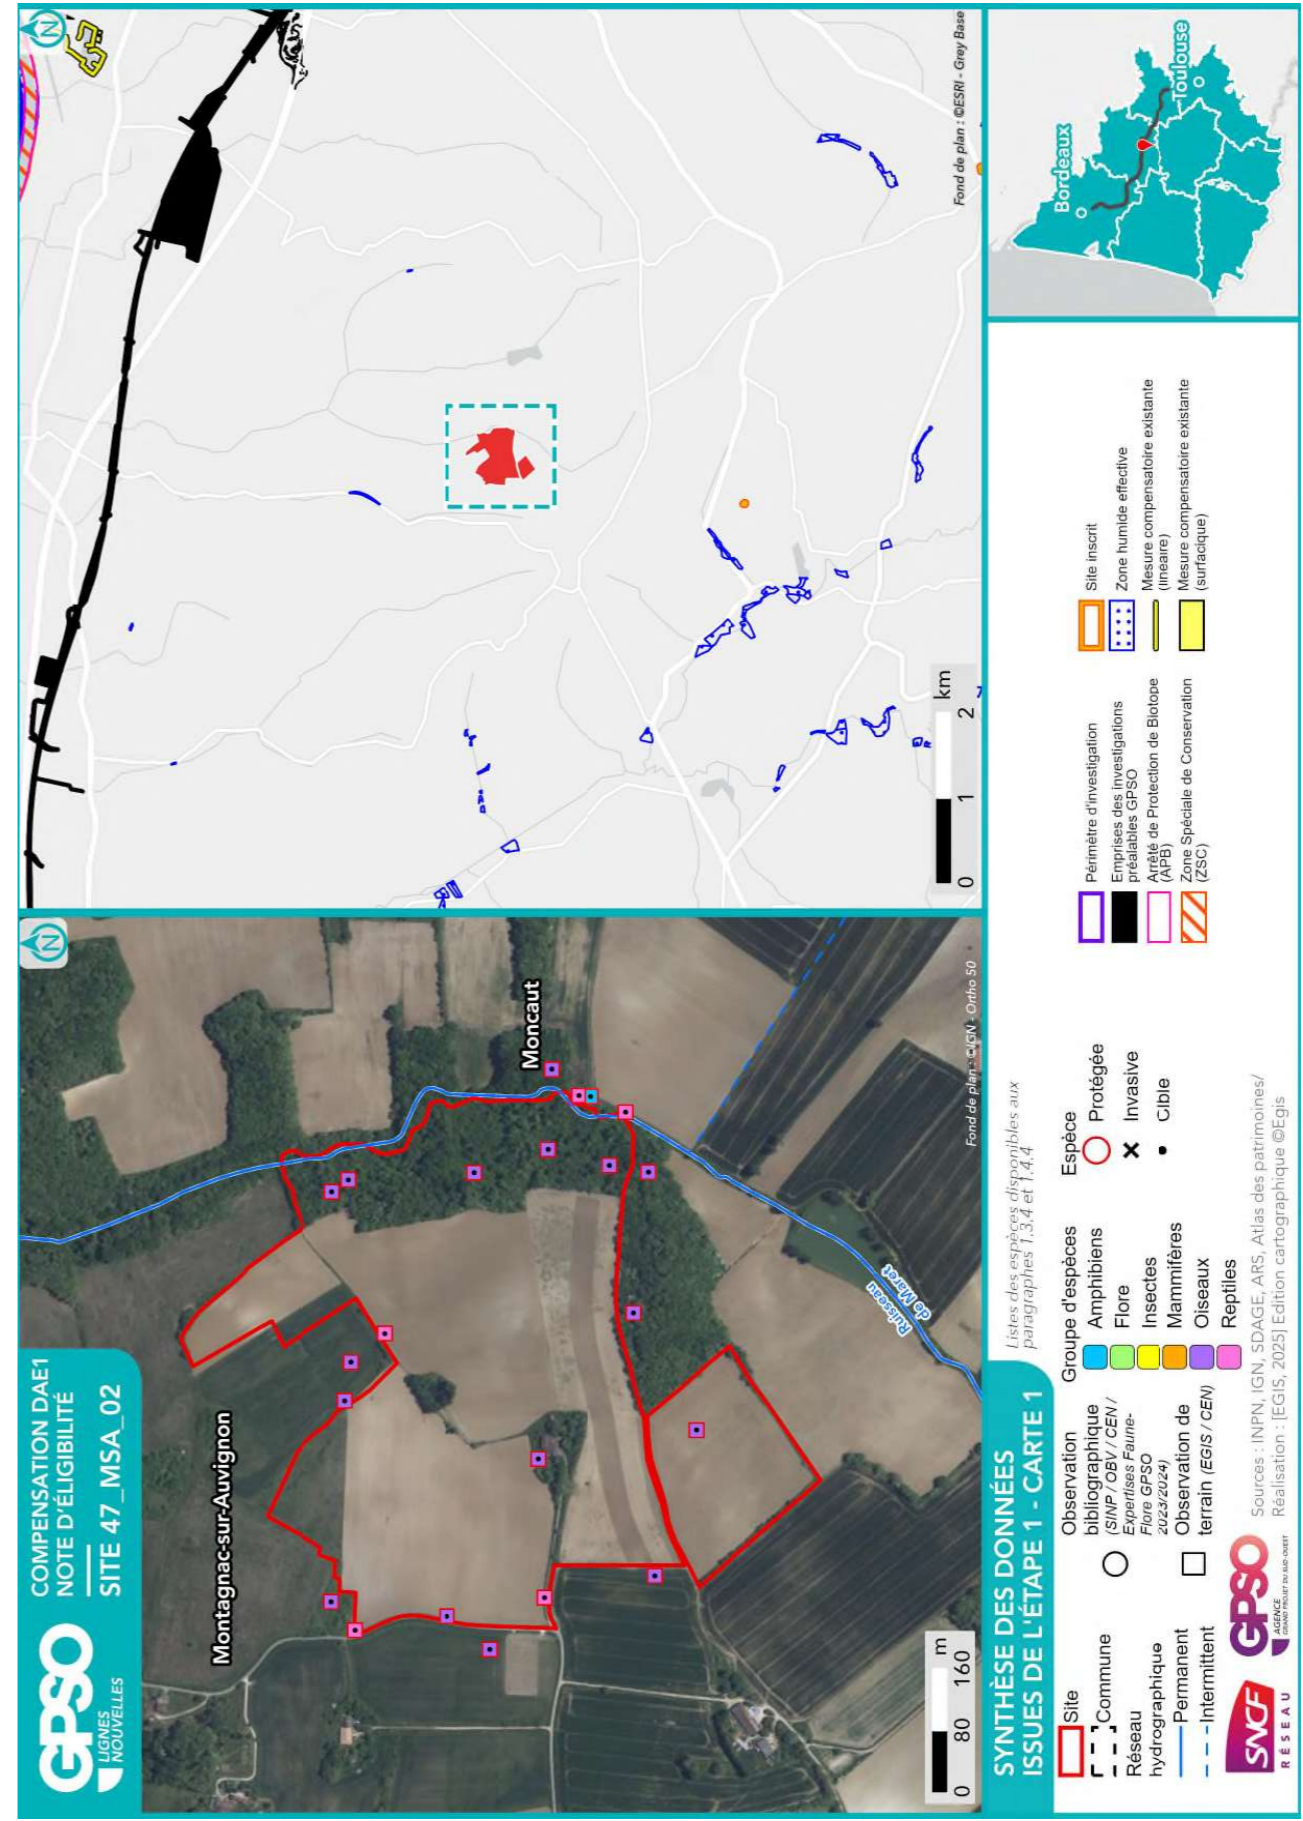 GPSO
LIGNES
NOUVELLES
COMPENSATION DAE1
NOTE D'ÉLIGIBILITÉ
SITE 47_MSA_02
N
Montagnac-sur-Auvignon
Moncaut
Ruisseau
de Maret
0 80 160 m
Fond de plan : ©IGN - Ortho 50
N
0 1 2 km
Fond de plan : ©ESRI - Grey Base
SYNTHÈSE DES DONNÉES
ISSUES DE L'ÉTAPE 1 - CARTE 1
Listes des espèces disponibles aux
paragraphes 1.3.4 et 1.4.4
Site
Commune
Réseau
hydrographique
Permanent
Intermittent
Observation
bibliographique
(SINP / OBV / CEN /
Expertises Faune-
Flore GPSO
2023/2024)
Observation de
terrain (EGIS / CEN)
Groupe d'espèces
Amphibiens
Flore
Insectes
Mammifères
Oiseaux
Reptiles
Espèce
Protégée
Invasive
Cible
Périmètre d'investigation
Emprises des investigations
préalables GPSO
Arrêté de Protection de Biotope
(APB)
Zone Spéciale de Conservation
(ZSC)
Site inscrit
Zone humide effective
Mesure compensatoire existante
(linéaire)
Mesure compensatoire existante
(surfacique)
SNCF
RÉSEAU
GPSO
AGENCE
GRAND PROJET DU SUD-OUEST
Sources : INPN, IGN, SDAGE, ARS, Atlas des patrimoines/
Réalisation : [EGIS, 2025] Edition cartographique ©Egis
Bordeaux
Toulouse